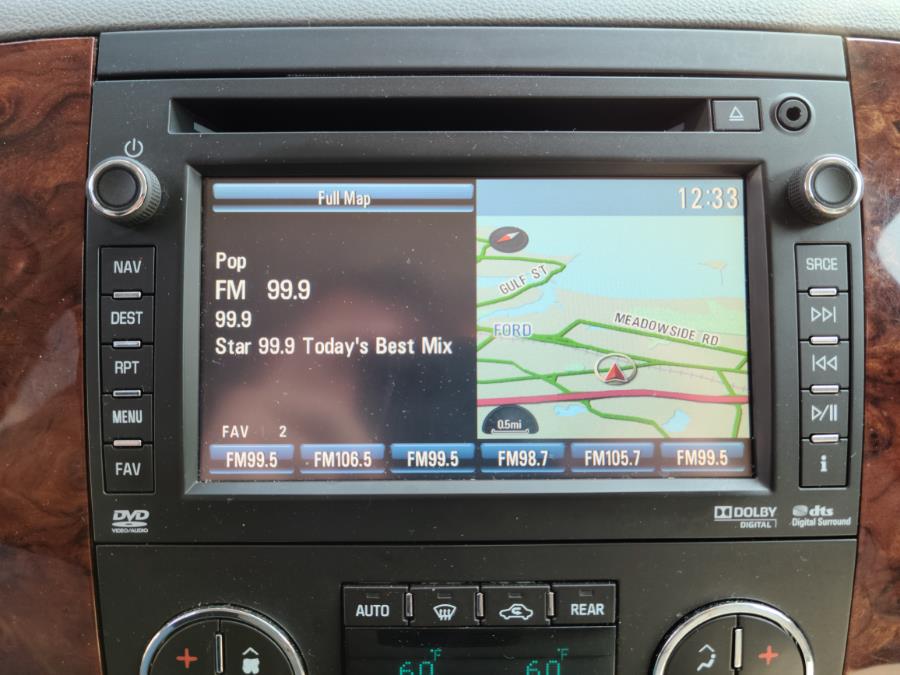 Full Map
12:33
Pop
FM 99.9
99.9
Star 99.9 Today's Best Mix
GULF ST
FORD
MEADOWSIDE RD
0.5mi
FAV 2
FM99.5 FM106.5 FM99.5 FM98.7 FM105.7 FM99.5
NAV
DEST
RPT
MENU
FAV
SRCE
i
DVD
VIDEO/AUDIO
DOLBY
DIGITAL
dts
Digital Surround
AUTO
REAR
60°F 60°F